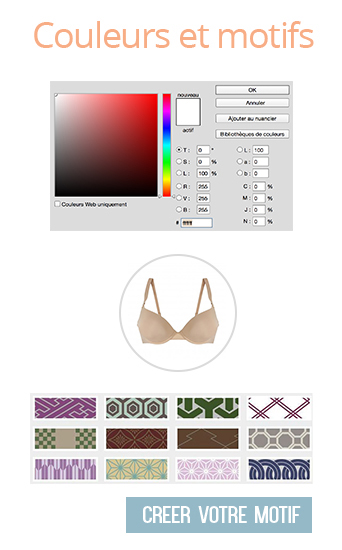 Couleurs et motifs
nouveau
OK
Annuler
Ajouter au nuancier
actif
Bibliothèques de couleurs
T : 0 °
L : 100
S : 0 %
a : 0
L : 100 %
b : 0
R : 255
C : 0 %
V : 255
M : 0 %
B : 255
J : 0 %
Couleurs Web uniquement
# ffffff
N : 0 %
CREER VOTRE MOTIF